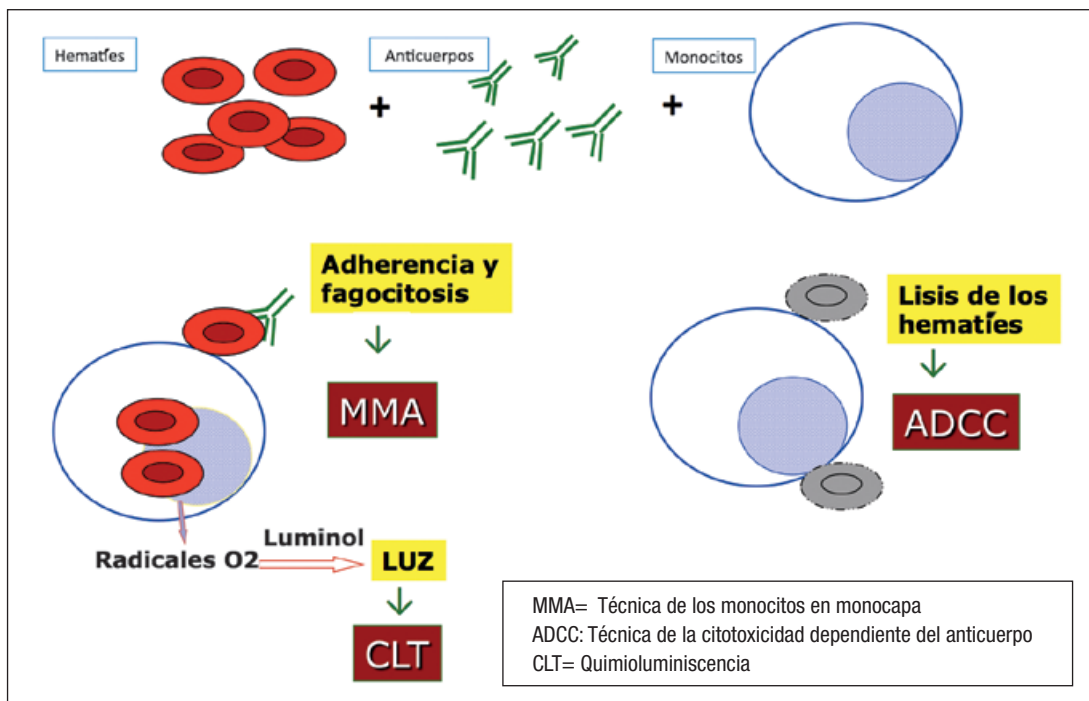 Hematíes
Anticuerpos
Monocitos
+
+
Adherencia y
fagocitosis
MMA
Lisis de los
hematíes
ADCC
Radicales O2
Luminol
LUZ
CLT
MMA= Técnica de los monocitos en monocapa
ADCC: Técnica de la citotoxicidad dependiente del anticuerpo
CLT= Quimioluminiscencia